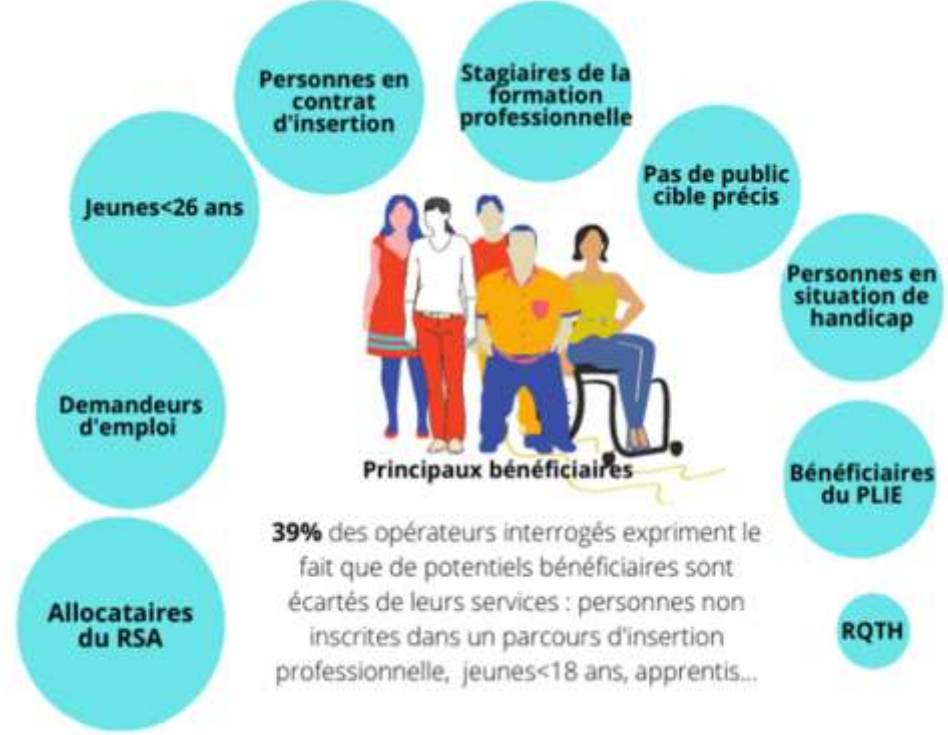 Personnes en
contrat
d'insertion
Stagiaires de la
formation
professionnelle
Jeunes<26 ans
Pas de public
cible précis
Personnes en
situation de
handicap
Demandeurs
d'emploi
Principaux bénéficiaires
Bénéficiaires
du PLIE
39% des opérateurs interrogés expriment le
fait que de potentiels bénéficiaires sont
écartés de leurs services : personnes non
inscrites dans un parcours d'insertion
professionnelle, jeunes<18 ans, apprentis...
Allocataires
du RSA
RQTH